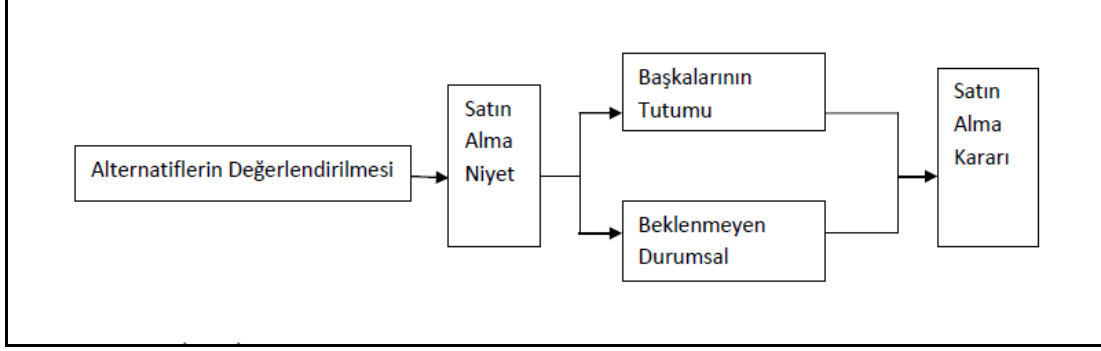 Alternatiflerin Değerlendirilmesi
Satın
Alma
Niyet
Başkalarının
Tutumu
Beklenmeyen
Durumsal
Satın
Alma
Kararı